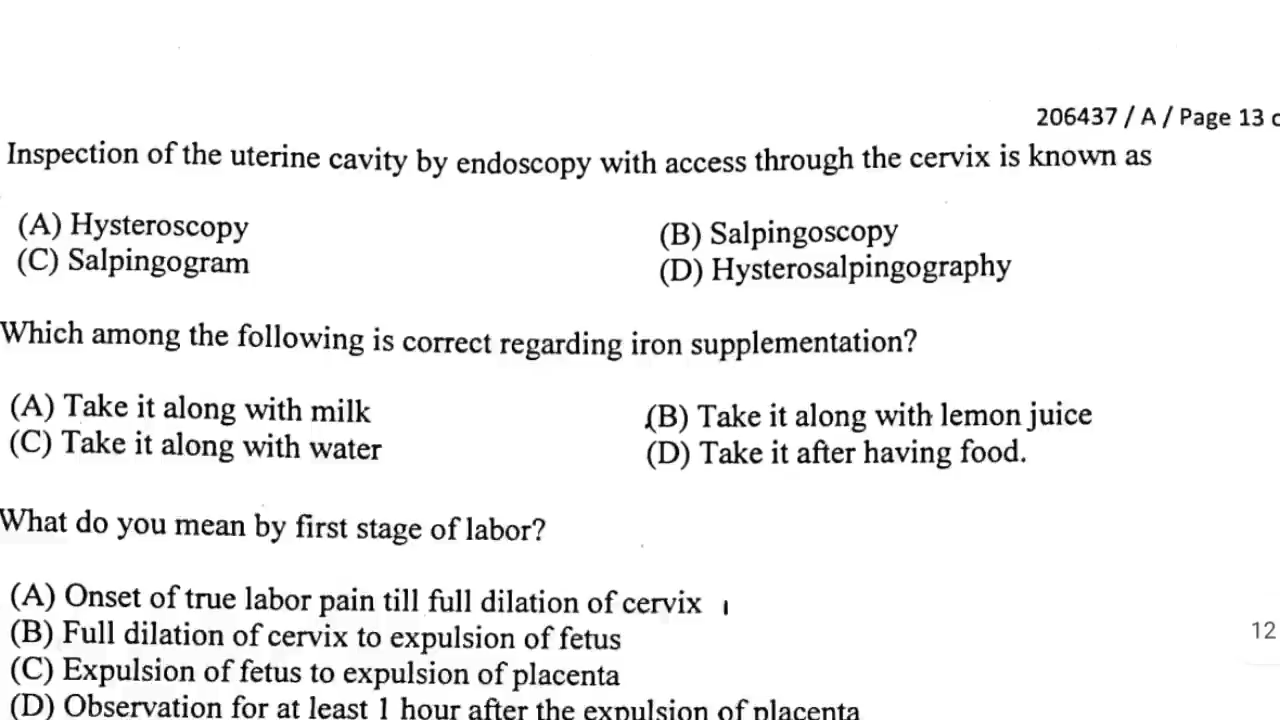 206437 / A / Page 13
Inspection of the uterine cavity by endoscopy with access through the cervix is known as
(A) Hysteroscopy
(B) Salpingoscopy
(C) Salpingogram
(D) Hysterosalpingography
Which among the following is correct regarding iron supplementation?
(A) Take it along with milk
(B) Take it along with lemon juice
(C) Take it along with water
(D) Take it after having food.
What do you mean by first stage of labor?
(A) Onset of true labor pain till full dilation of cervix
(B) Full dilation of cervix to expulsion of fetus
12
(C) Expulsion of fetus to expulsion of placenta
(D) Observation for at least 1 hour after the expulsion of placenta